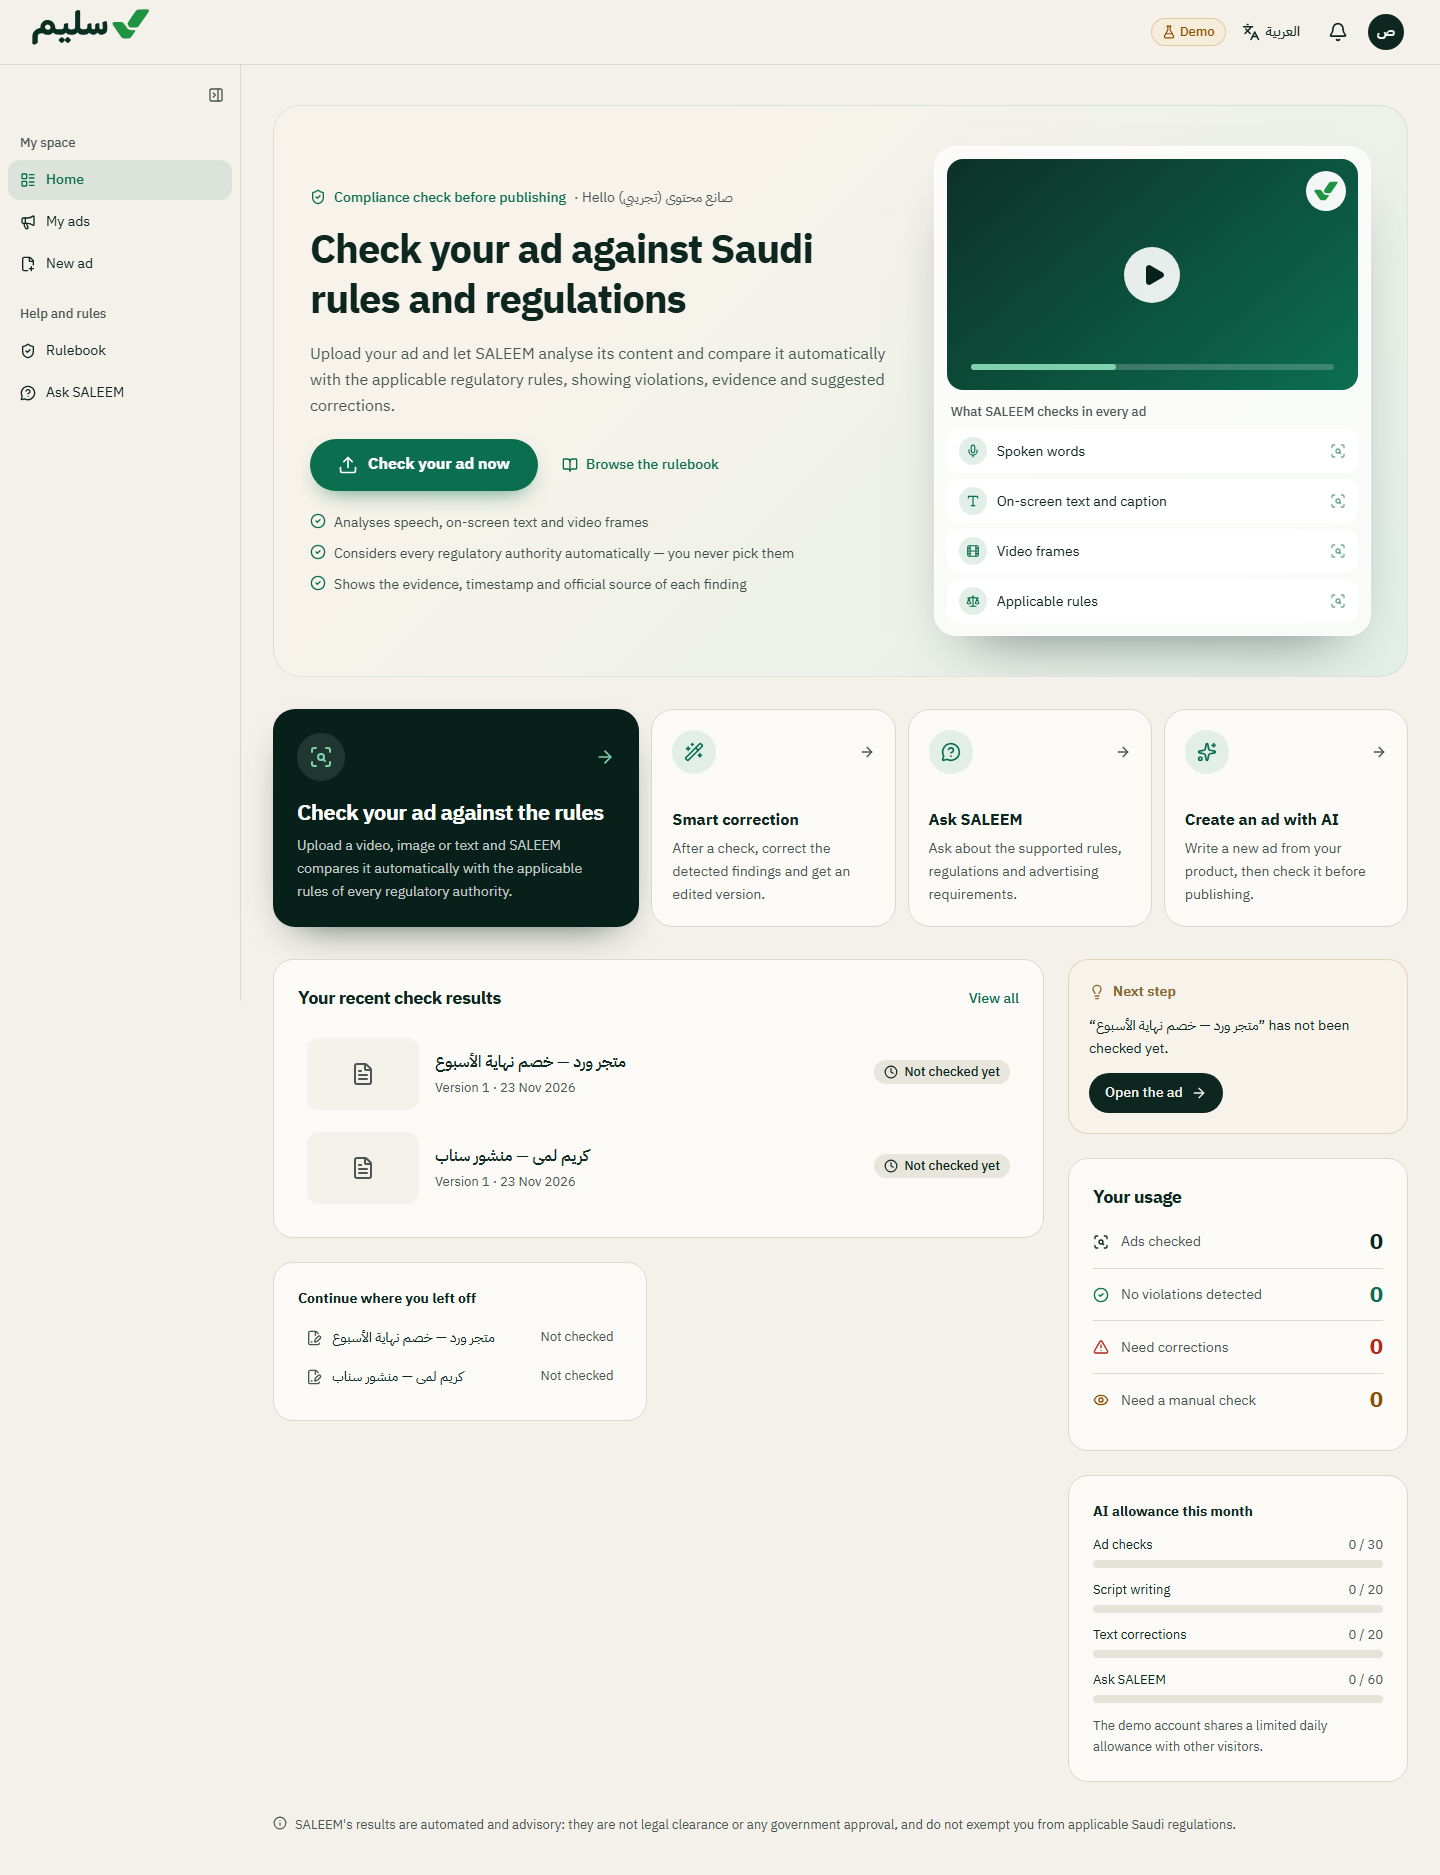 سليم
Demo
العربية
ص
My space
Home
My ads
New ad
Help and rules
Rulebook
Ask SALEEM
Compliance check before publishing · Hello صانع محتوى (تجريبي)
Check your ad against Saudi
rules and regulations
Upload your ad and let SALEEM analyse its content and compare it automatically
with the applicable regulatory rules, showing violations, evidence and suggested
corrections.
Check your ad now
Browse the rulebook
Analyses speech, on-screen text and video frames
Considers every regulatory authority automatically — you never pick them
Shows the evidence, timestamp and official source of each finding
What SALEEM checks in every ad
Spoken words
On-screen text and caption
Video frames
Applicable rules
Check your ad against the rules
Upload a video, image or text and SALEEM
compares it automatically with the applicable
rules of every regulatory authority.
Smart correction
After a check, correct the
detected findings and get an
edited version.
Ask SALEEM
Ask about the supported rules,
regulations and advertising
requirements.
Create an ad with AI
Write a new ad from your
product, then check it before
publishing.
Your recent check results
View all
متجر ورد — خصم نهاية الأسبوع
Version 1 · 23 Nov 2026
Not checked yet
كريم لمى — منشور سناب
Version 1 · 23 Nov 2026
Not checked yet
Continue where you left off
متجر ورد — خصم نهاية الأسبوع
Not checked
كريم لمى — منشور سناب
Not checked
Next step
“متجر ورد — خصم نهاية الأسبوع” has not been
checked yet.
Open the ad
Your usage
Ads checked 0
No violations detected 0
Need corrections 0
Need a manual check 0
AI allowance this month
Ad checks 0 / 30
Script writing 0 / 20
Text corrections 0 / 20
Ask SALEEM 0 / 60
The demo account shares a limited daily
allowance with other visitors.
SALEEM's results are automated and advisory: they are not legal clearance or any government approval, and do not exempt you from applicable Saudi regulations.